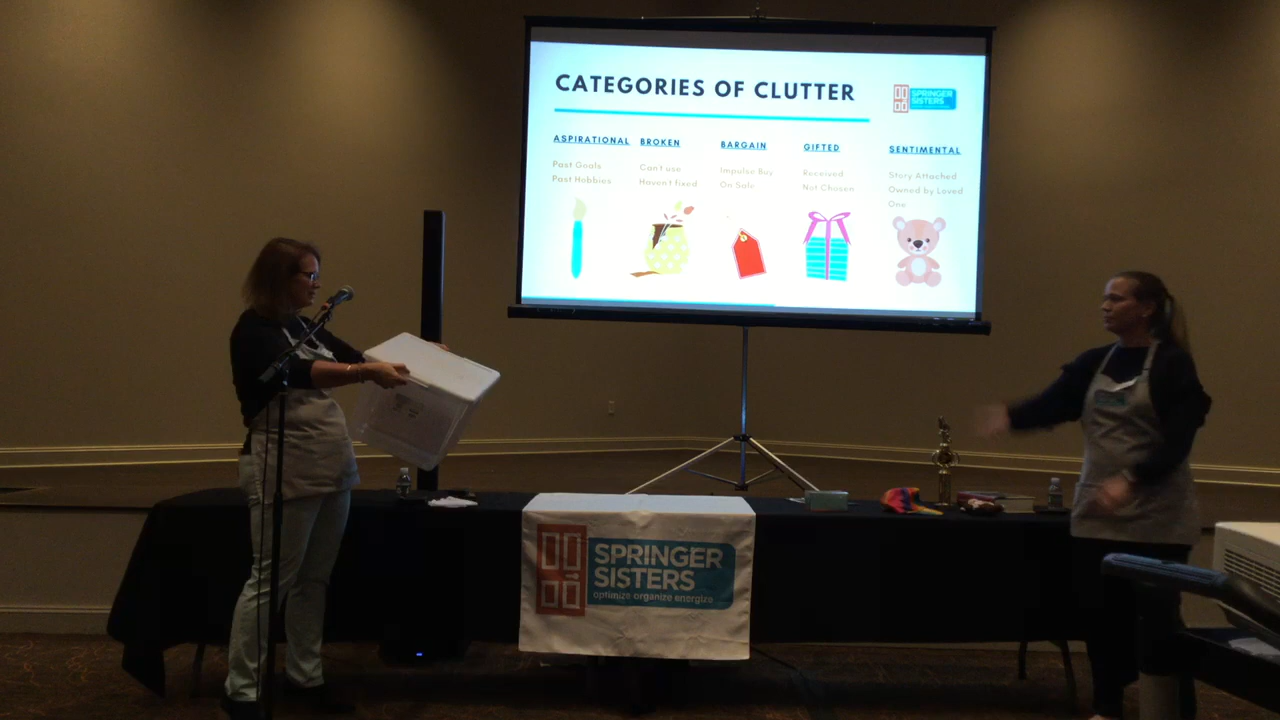 CATEGORIES OF CLUTTER
SPRINGER
SISTERS
ASPIRATIONAL
Past Goals
Past Hobbies
BROKEN
Can't use
Haven't fixed
BARGAIN
Impulse Buy
On Sale
GIFTED
Received
Not Chosen
SENTIMENTAL
Story Attached
Owned by Loved
One
SPRINGER
SISTERS
optimize organize energize